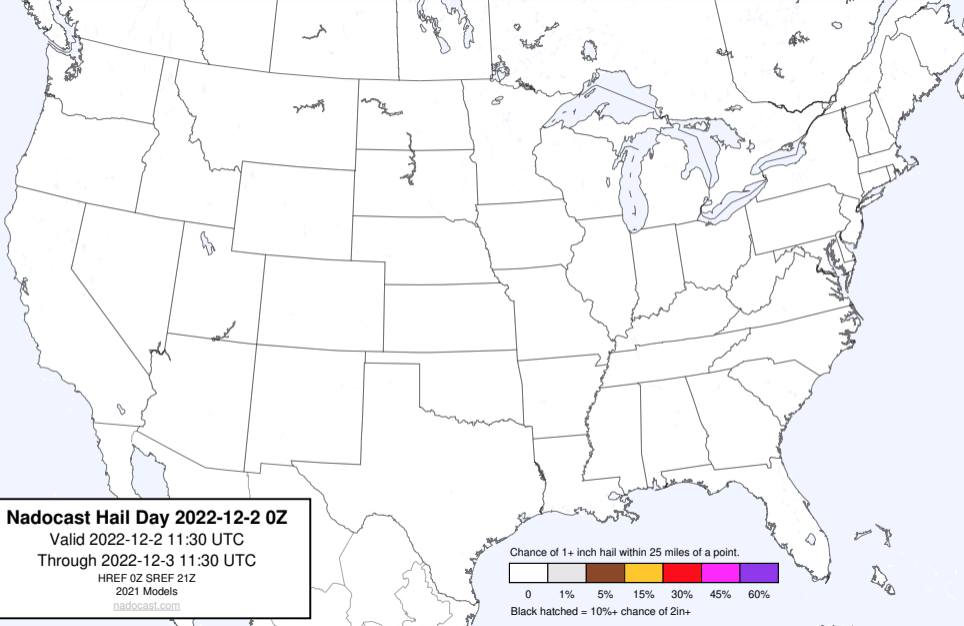 Nadocast Hail Day 2022-12-2 0Z
Valid 2022-12-2 11:30 UTC
Through 2022-12-3 11:30 UTC
HREF 0Z SREF 21Z
2021 Models
nadocast.com
Chance of 1+ inch hail within 25 miles of a point.
0 1% 5% 15% 30% 45% 60%
Black hatched = 10%+ chance of 2in+